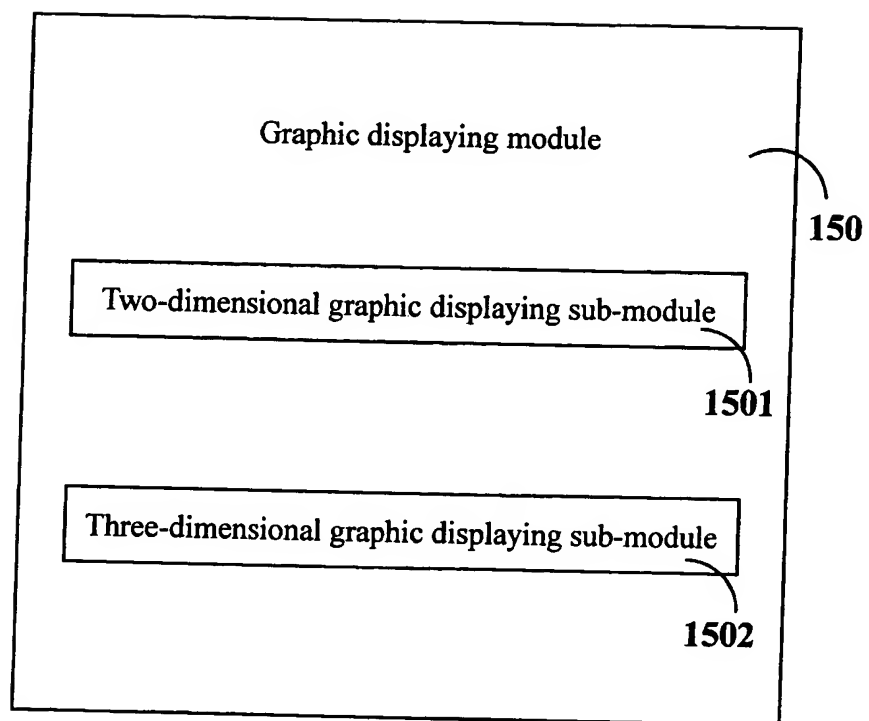 Graphic displaying module
150
Two-dimensional graphic displaying sub-module
1501
Three-dimensional graphic displaying sub-module
1502